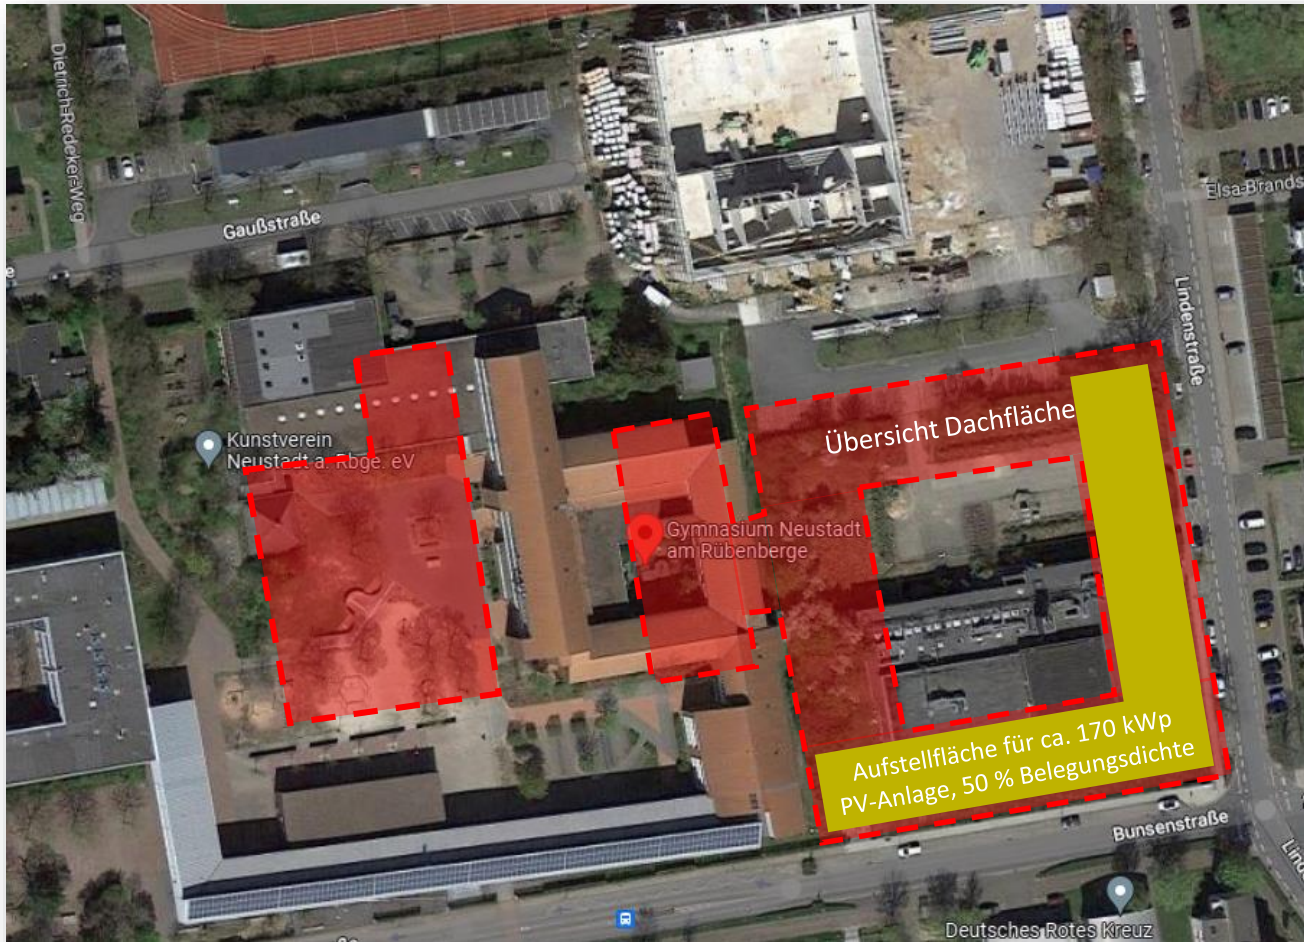 Dietrich-Redeker-Weg
Gaußstraße
Elsa-Brands
e
Lindenstraße
Übersicht Dachfläche
Kunstverein
Neustadt a. Rbge. eV
Gymnasium Neustadt
am Rübenberge
Aufstellfläche für ca. 170 kWp
PV-Anlage, 50 % Belegungsdichte
Bunsenstraße
Lind
Deutsches Rotes Kreuz